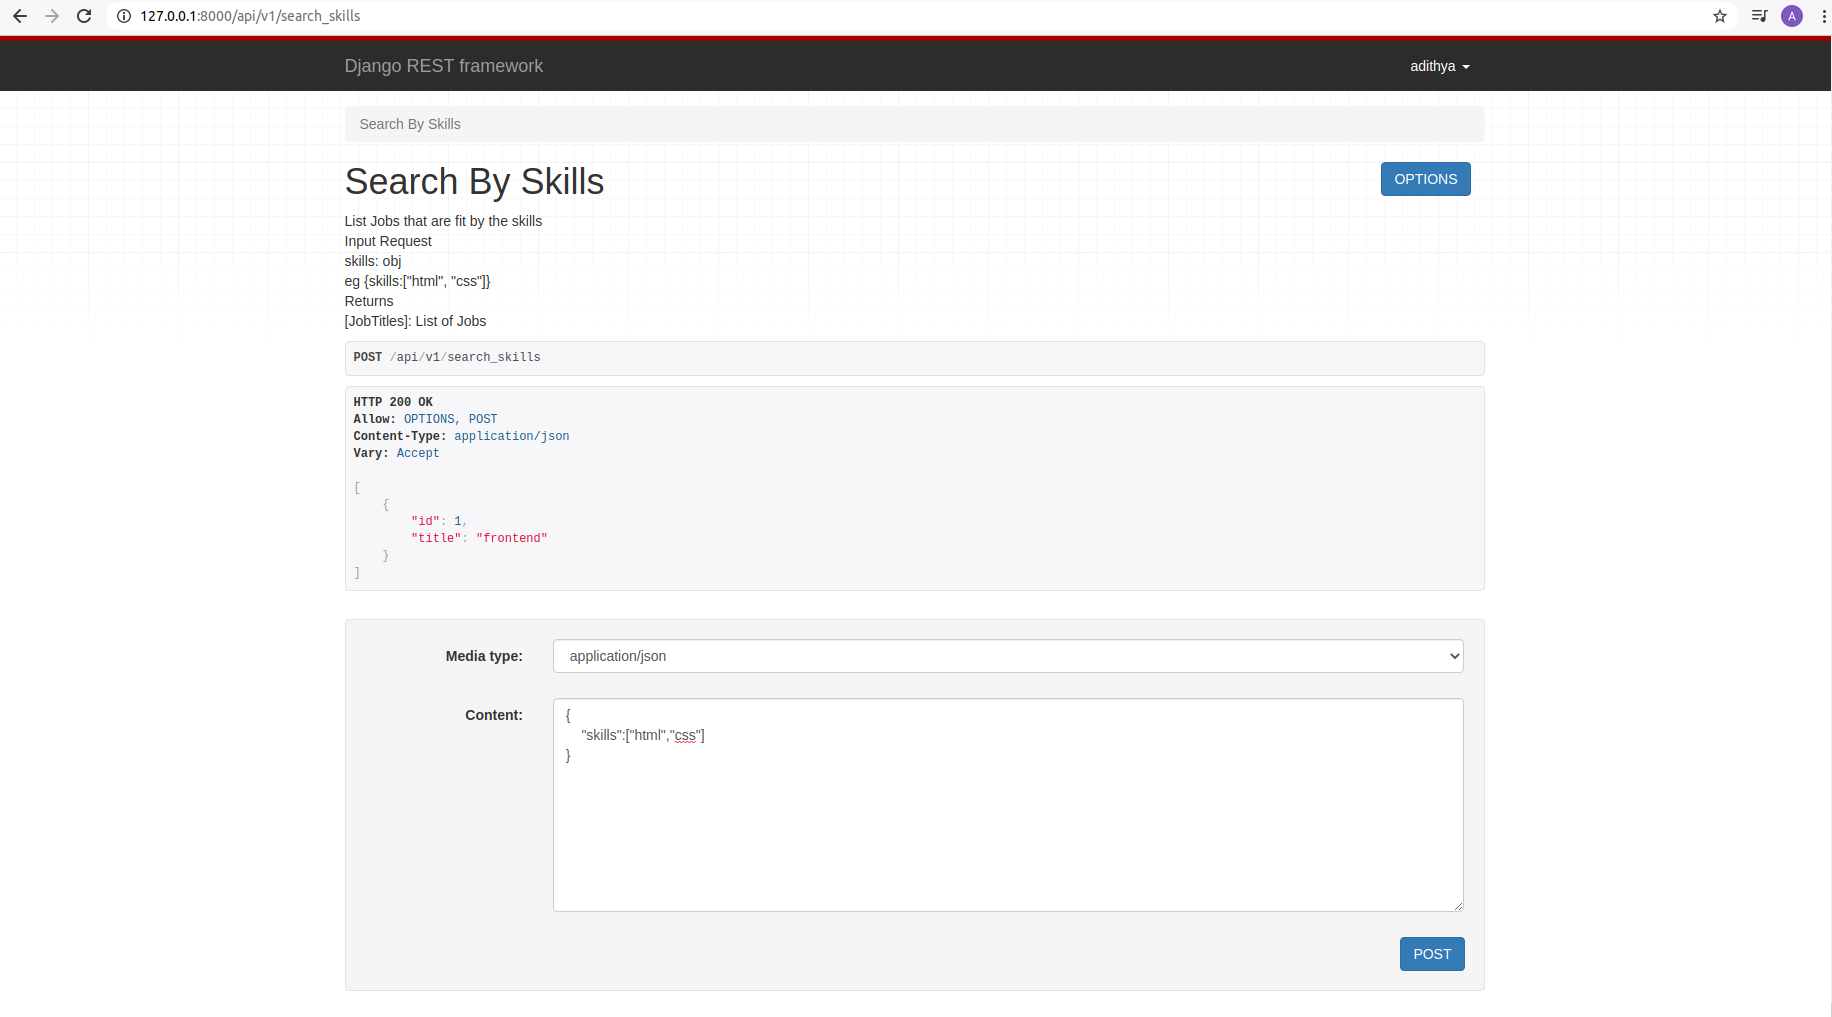 127.0.0.1:8000/api/v1/search_skills
A
Django REST framework
adithya
Search By Skills
Search By Skills
OPTIONS
List Jobs that are fit by the skills
Input Request
skills: obj
eg {skills:["html", "css"]}
Returns
[JobTitles]: List of Jobs
POST /api/v1/search_skills
HTTP 200 OK
Allow: OPTIONS, POST
Content-Type: application/json
Vary: Accept
[
    {
        "id": 1,
        "title": "frontend"
    }
]
Media type:
application/json
Content:
{
    "skills":["html","css"]
}
POST